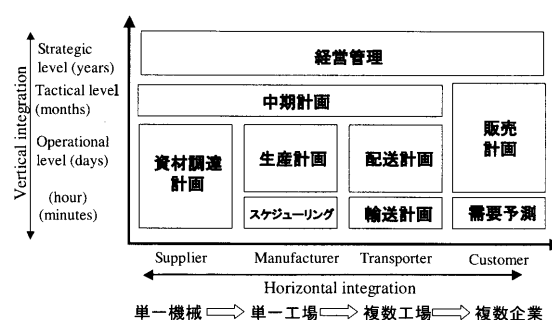 Strategic
level (years)
経営管理
Tactical level
(months)
中期計画
販売
計画
Operational
level (days)
資材調達
計画
生産計画
配送計画
(hour)
(minutes)
スケジューリング
輸送計画
需要予測
Vertical integration
Supplier
Manufacturer
Transporter
Customer
Horizontal integration
単一機械 ⇨ 単一工場 ⇨ 複数工場 ⇨ 複数企業